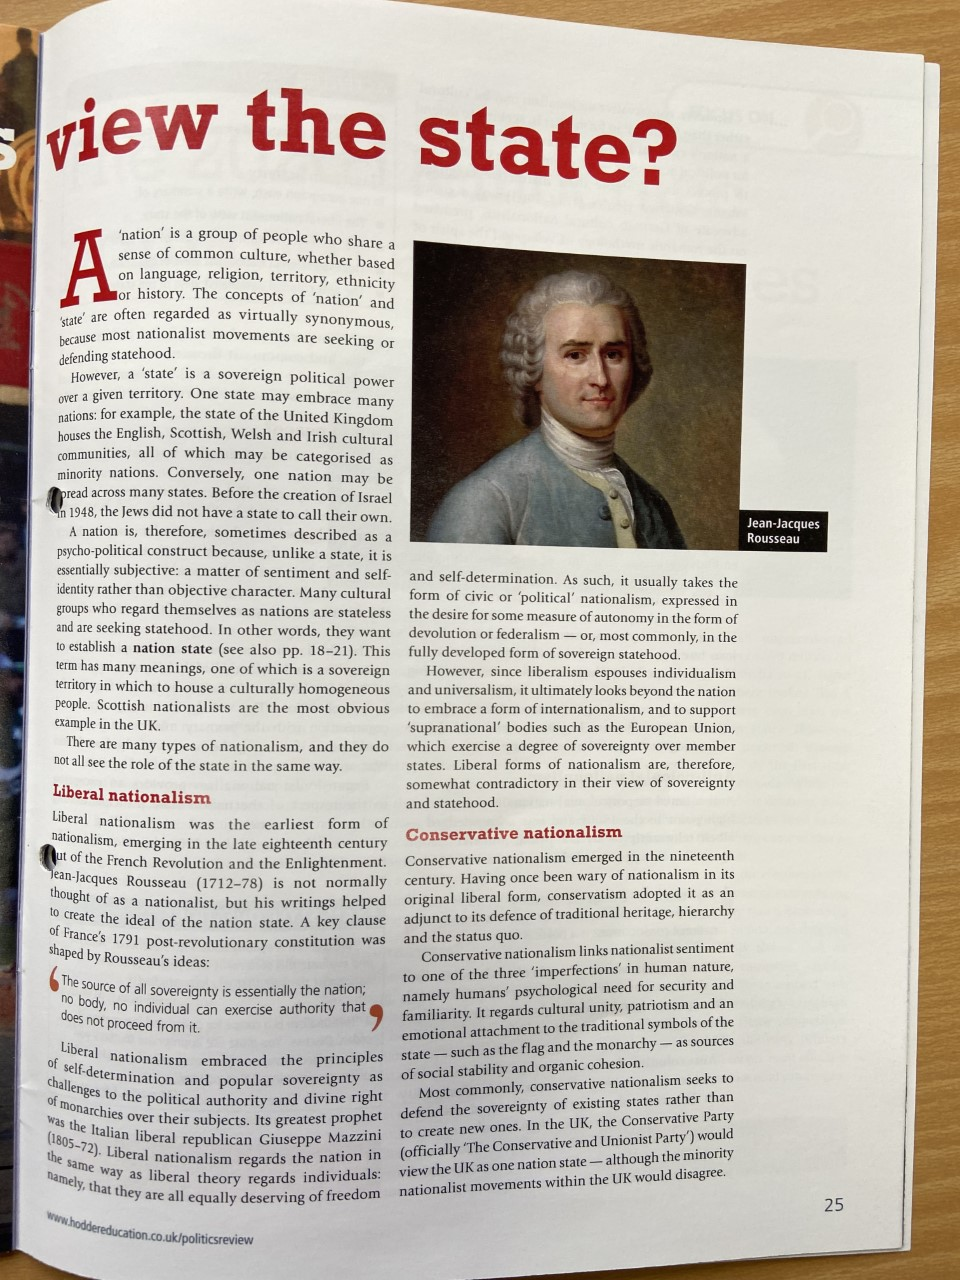 s
view the state?
A 'nation' is a group of people who share a
sense of common culture, whether based
on language, religion, territory, ethnicity
or history. The concepts of 'nation' and
'state' are often regarded as virtually synonymous,
because most nationalist movements are seeking or
defending statehood.
However, a 'state' is a sovereign political power
over a given territory. One state may embrace many
nations: for example, the state of the United Kingdom
houses the English, Scottish, Welsh and Irish cultural
communities, all of which may be categorised as
minority nations. Conversely, one nation may be
pread across many states. Before the creation of Israel
in 1948, the Jews did not have a state to call their own.
A nation is, therefore, sometimes described as a
psycho-political construct because, unlike a state, it is
essentially subjective: a matter of sentiment and self-
identity rather than objective character. Many cultural
groups who regard themselves as nations are stateless
and are seeking statehood. In other words, they want
to establish a nation state (see also pp. 18–21). This
term has many meanings, one of which is a sovereign
territory in which to house a culturally homogeneous
people. Scottish nationalists are the most obvious
example in the UK.
There are many types of nationalism, and they do
not all see the role of the state in the same way.
Liberal nationalism
Liberal nationalism was the earliest form of
nationalism, emerging in the late eighteenth century
ut of the French Revolution and the Enlightenment.
Jean-Jacques Rousseau (1712–78) is not normally
thought of as a nationalist, but his writings helped
to create the ideal of the nation state. A key clause
of France's 1791 post-revolutionary constitution was
shaped by Rousseau's ideas:
‘The source of all sovereignty is essentially the nation;
no body, no individual can exercise authority that
does not proceed from it.’
Liberal nationalism embraced the principles
of self-determination and popular sovereignty as
challenges to the political authority and divine right
of monarchies over their subjects. Its greatest prophet
was the Italian liberal republican Giuseppe Mazzini
(1805–72). Liberal nationalism regards the nation in
the same way as liberal theory regards individuals:
namely, that they are all equally deserving of freedom
Jean-Jacques
Rousseau
and self-determination. As such, it usually takes the
form of civic or 'political' nationalism, expressed in
the desire for some measure of autonomy in the form of
devolution or federalism — or, most commonly, in the
fully developed form of sovereign statehood.
However, since liberalism espouses individualism
and universalism, it ultimately looks beyond the nation
to embrace a form of internationalism, and to support
'supranational' bodies such as the European Union,
which exercise a degree of sovereignty over member
states. Liberal forms of nationalism are, therefore,
somewhat contradictory in their view of sovereignty
and statehood.
Conservative nationalism
Conservative nationalism emerged in the nineteenth
century. Having once been wary of nationalism in its
original liberal form, conservatism adopted it as an
adjunct to its defence of traditional heritage, hierarchy
and the status quo.
Conservative nationalism links nationalist sentiment
to one of the three 'imperfections' in human nature,
namely humans' psychological need for security and
familiarity. It regards cultural unity, patriotism and an
emotional attachment to the traditional symbols of the
state — such as the flag and the monarchy — as sources
of social stability and organic cohesion.
Most commonly, conservative nationalism seeks to
defend the sovereignty of existing states rather than
to create new ones. In the UK, the Conservative Party
(officially 'The Conservative and Unionist Party') would
view the UK as one nation state — although the minority
nationalist movements within the UK would disagree.
www.hoddereducation.co.uk/politicsreview
25